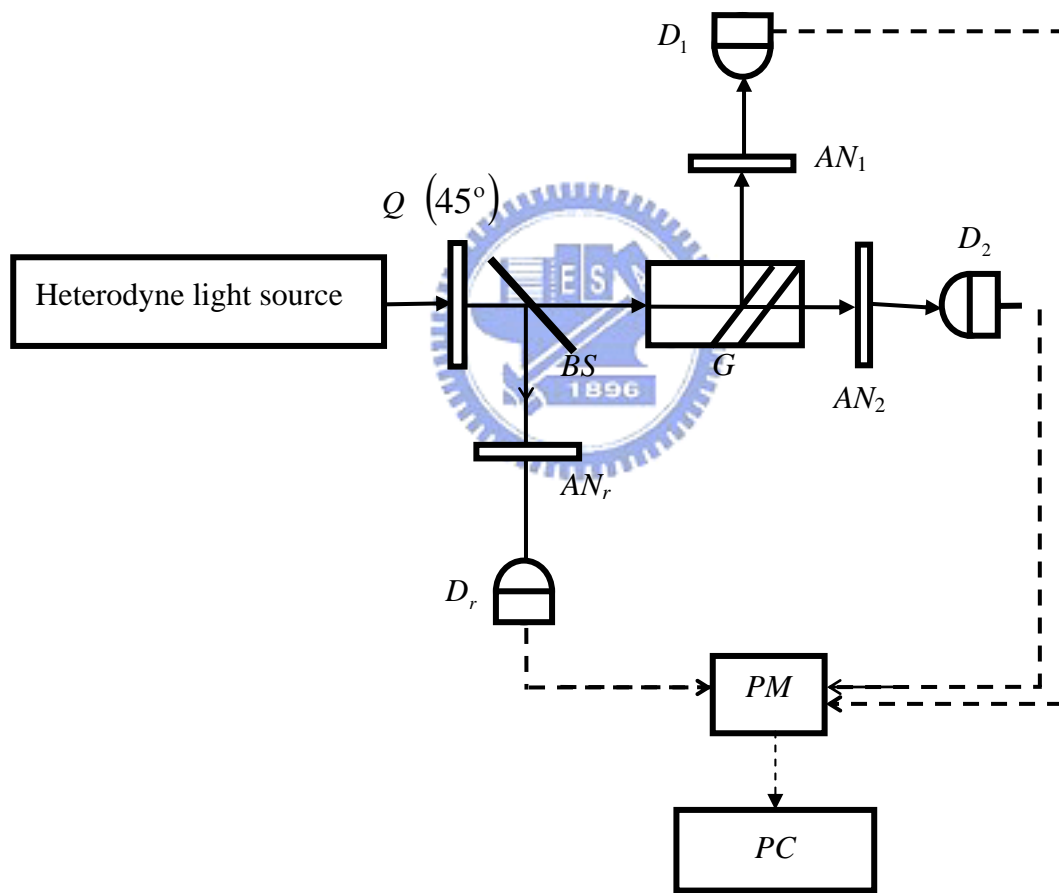 D₁
AN₁
Q (45°)
D₂
Heterodyne light source
E S
BS
G
AN₂
1896
ANᵣ
Dᵣ
PM
PC